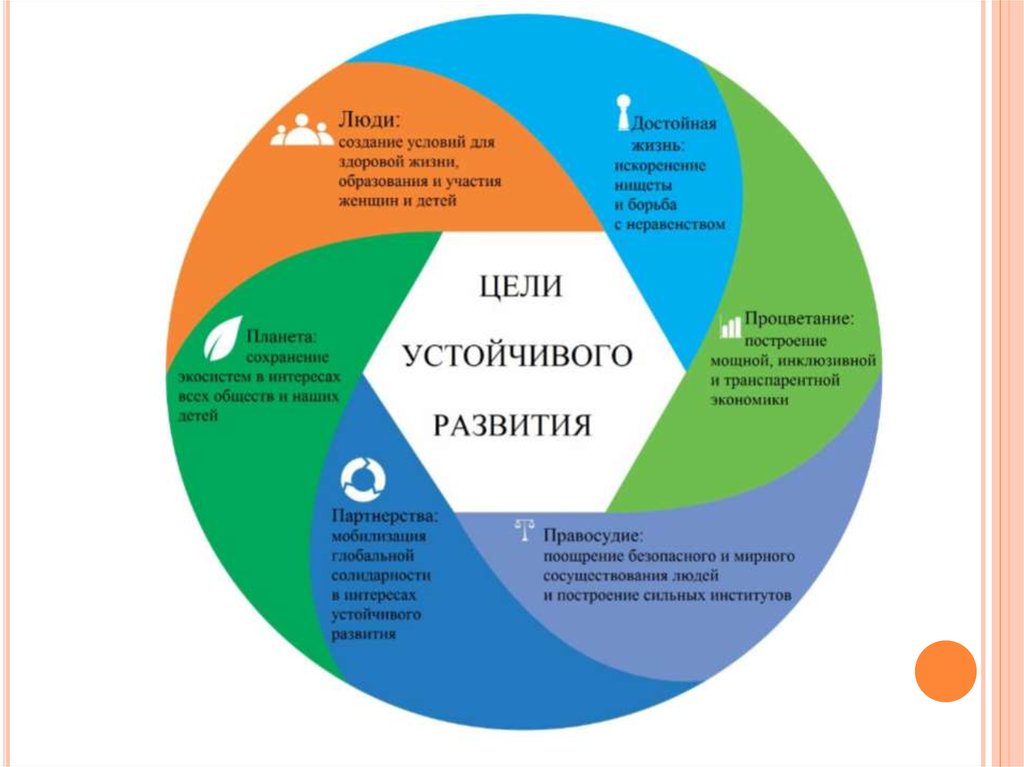 ЦЕЛИ
УСТОЙЧИВОГО
РАЗВИТИЯ
Люди:
создание условий для
здоровой жизни,
образования и участия
женщин и детей
Достойная
жизнь:
искоренение
нищеты
и борьба
с неравенством
Процветание:
построение
мощной, инклюзивной
и транспарентной
экономики
Правосудие:
поощрение безопасного и мирного
сосуществования людей
и построение сильных институтов
Партнерства:
мобилизация
глобальной
солидарности
в интересах
устойчивого
развития
Планета:
сохранение
экосистем в интересах
всех обществ и наших
детей